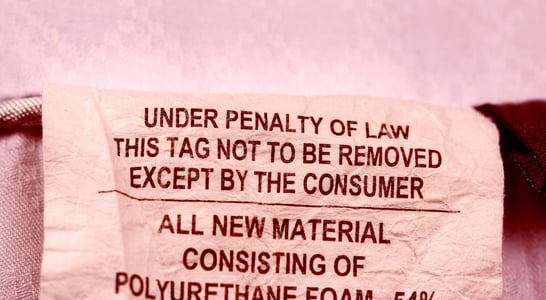 UNDER PENALTY OF LAW
THIS TAG NOT TO BE REMOVED
EXCEPT BY THE CONSUMER
ALL NEW MATERIAL
CONSISTING OF
POLYURETHANE FOAM 54%